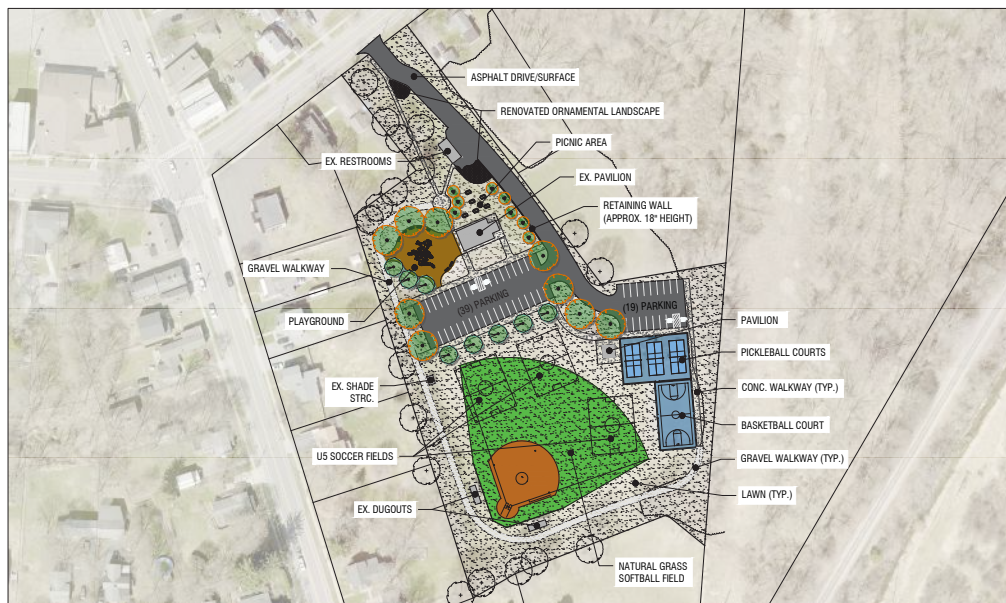 ASPHALT DRIVE/SURFACE
RENOVATED ORNAMENTAL LANDSCAPE
PICNIC AREA
EX. RESTROOMS
EX. PAVILION
RETAINING WALL
(APPROX. 18" HEIGHT)
GRAVEL WALKWAY
(39) PARKING
(19) PARKING
PLAYGROUND
PAVILION
PICKLEBALL COURTS
EX. SHADE
STRC.
CONC. WALKWAY (TYP.)
BASKETBALL COURT
U5 SOCCER FIELDS
GRAVEL WALKWAY (TYP.)
LAWN (TYP.)
EX. DUGOUTS
NATURAL GRASS
SOFTBALL FIELD